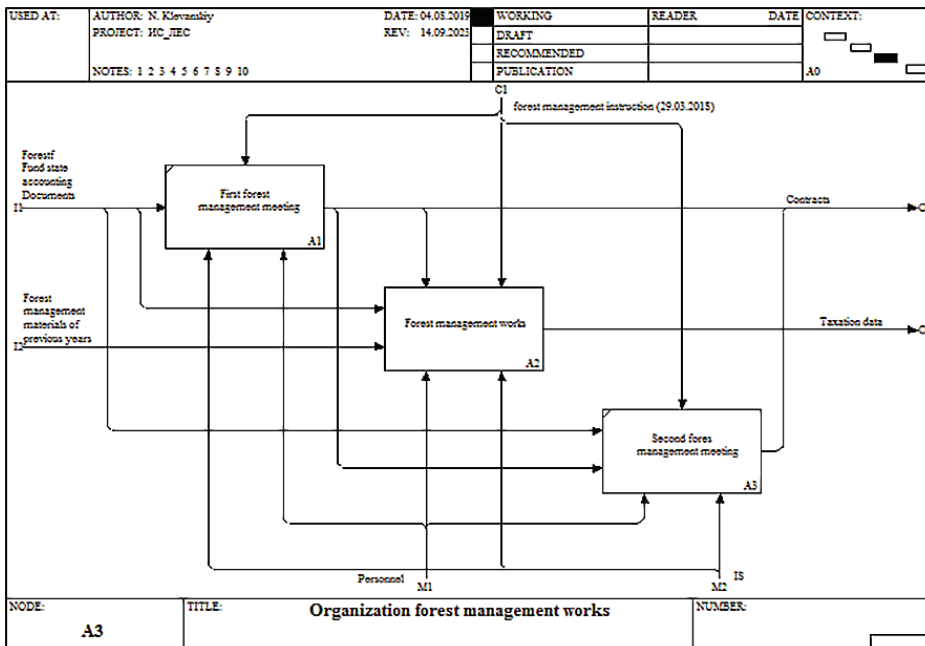 USED AT:
AUTHOR: N. Klevanskiy
DATE: 04.08.2019
WORKING
READER
DATE
CONTEXT:
PROJECT: ИС_ЛЕС
REV: 14.09.2023
DRAFT
RECOMMENDED
NOTES: 1 2 3 4 5 6 7 8 9 10
PUBLICATION
A0
C1
forest management instruction (29.03.2018)
Forestf
Fund state
accounting
Documents
I1
First forest
management meeting
A1
Contracts
Forest
management
materials of
previous years
I2
Forest management works
A2
Taxation data
Second fores
management meeting
A3
Personnel
M1
IS
M2
NODE:
A3
TITLE:
Organization forest management works
NUMBER: